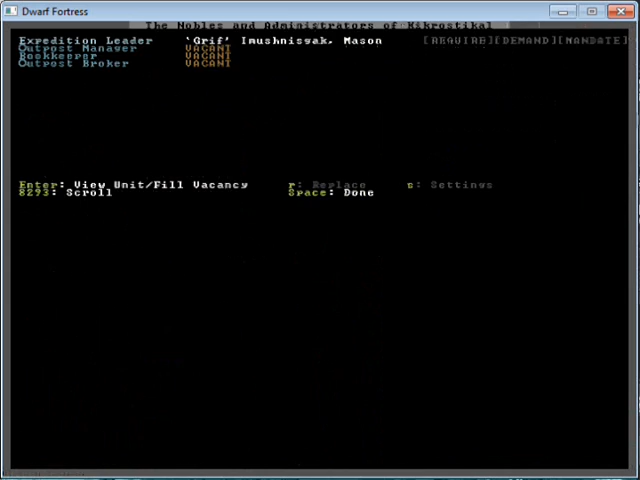 Dwarf Fortress
The Nobles and Administrators of Mikrostikal
Expedition Leader 'Grif' Imushnisgak, Mason [REQUIRE][DEMAND][MANDATE]
Outpost Manager VACANT
Bookkeeper VACANT
Outpost Broker VACANT
Enter: View Unit/Fill Vacancy r: Replace s: Settings
8293: Scroll Space: Done